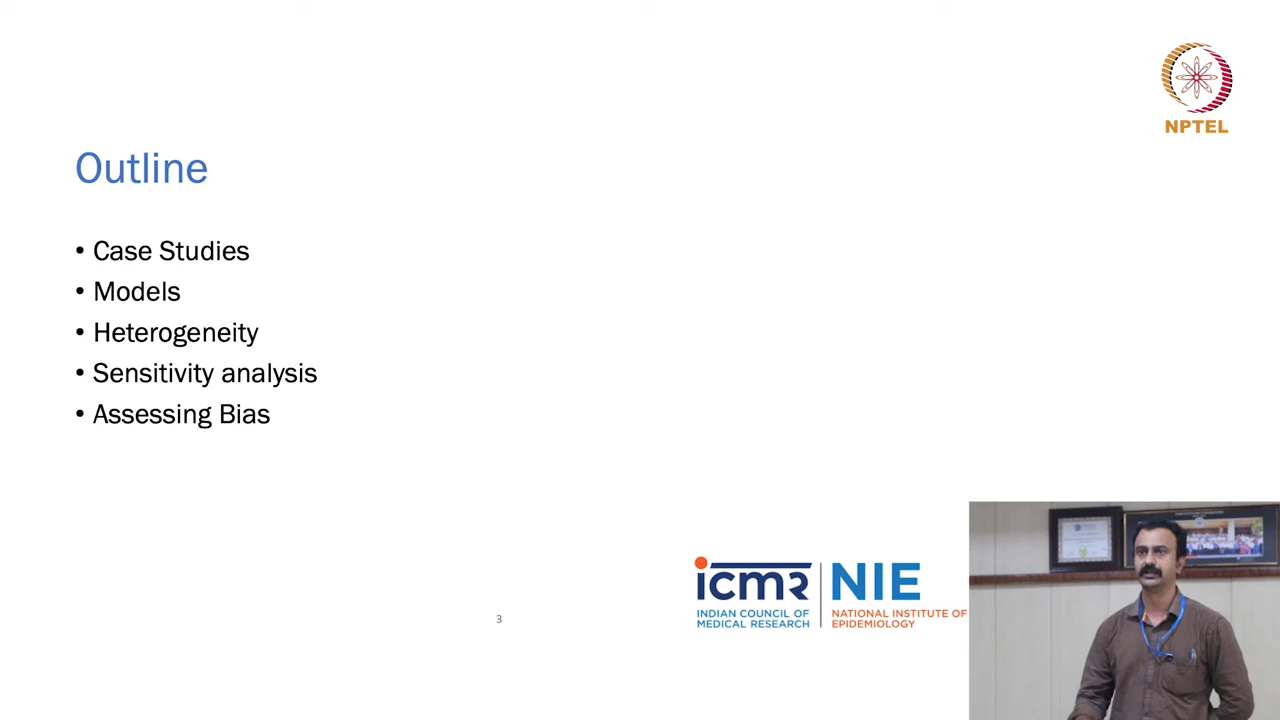 NPTEL
Outline
• Case Studies
• Models
• Heterogeneity
• Sensitivity analysis
• Assessing Bias
icmr
INDIAN COUNCIL OF
MEDICAL RESEARCH
NIE
NATIONAL INSTITUTE OF
EPIDEMIOLOGY
3